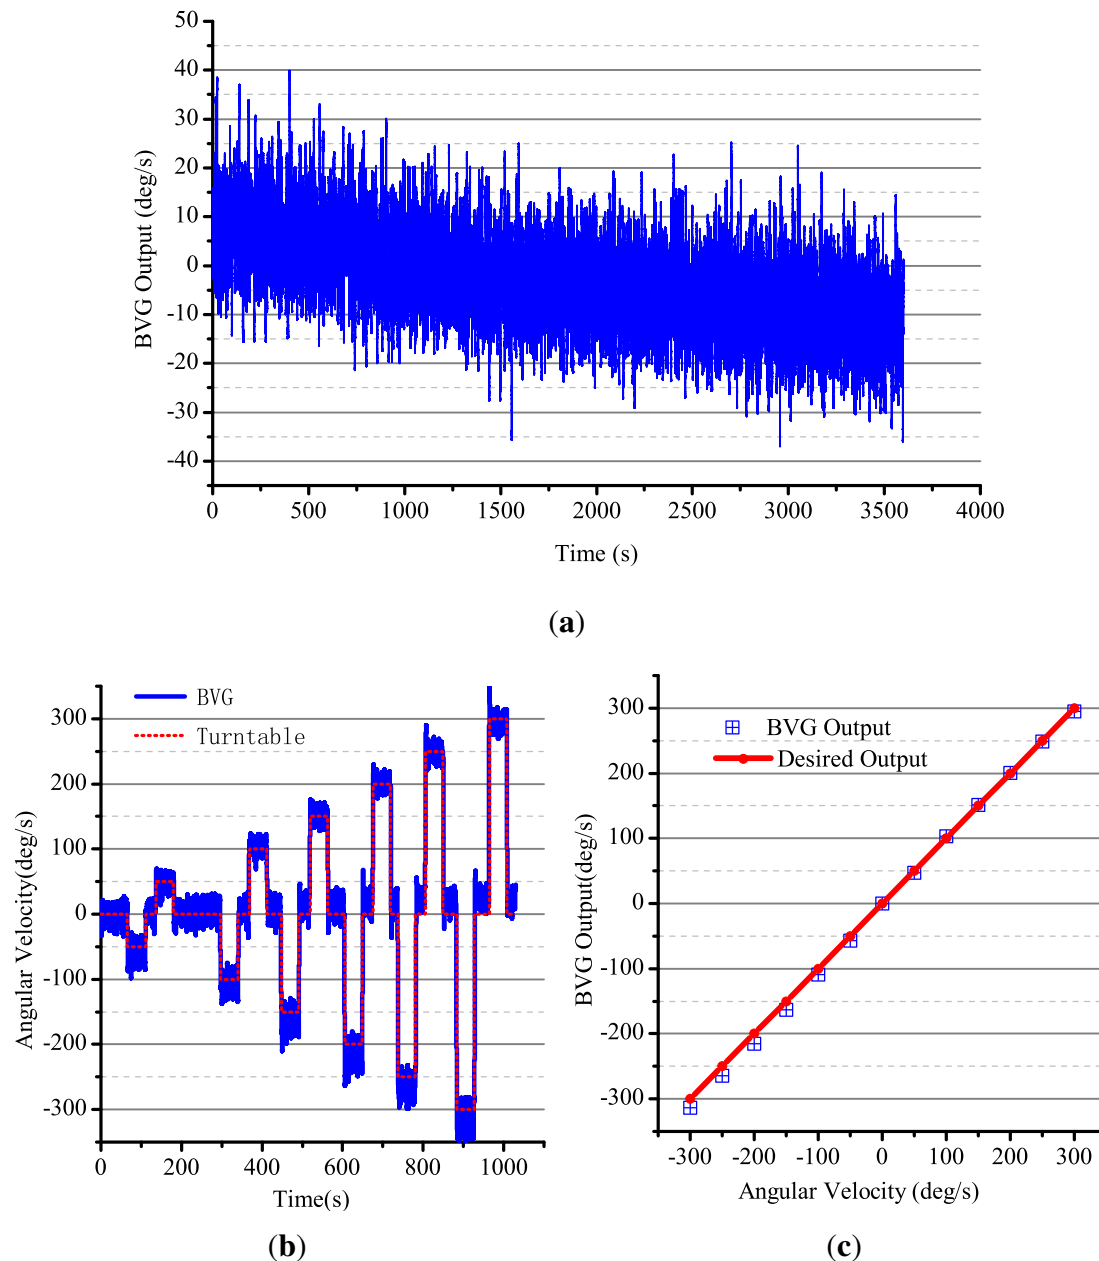 50
40
30
20
10
0
-10
-20
-30
-40
BVG Output (deg/s)
0 500 1000 1500 2000 2500 3000 3500 4000
Time (s)
(a)
BVG
Turntable
300
200
100
0
-100
-200
-300
Angular Velocity(deg/s)
0 200 400 600 800 1000
Time(s)
(b)
BVG Output
Desired Output
300
200
100
0
-100
-200
-300
BVG Output(deg/s)
-300 -200 -100 0 100 200 300
Angular Velocity (deg/s)
(c)